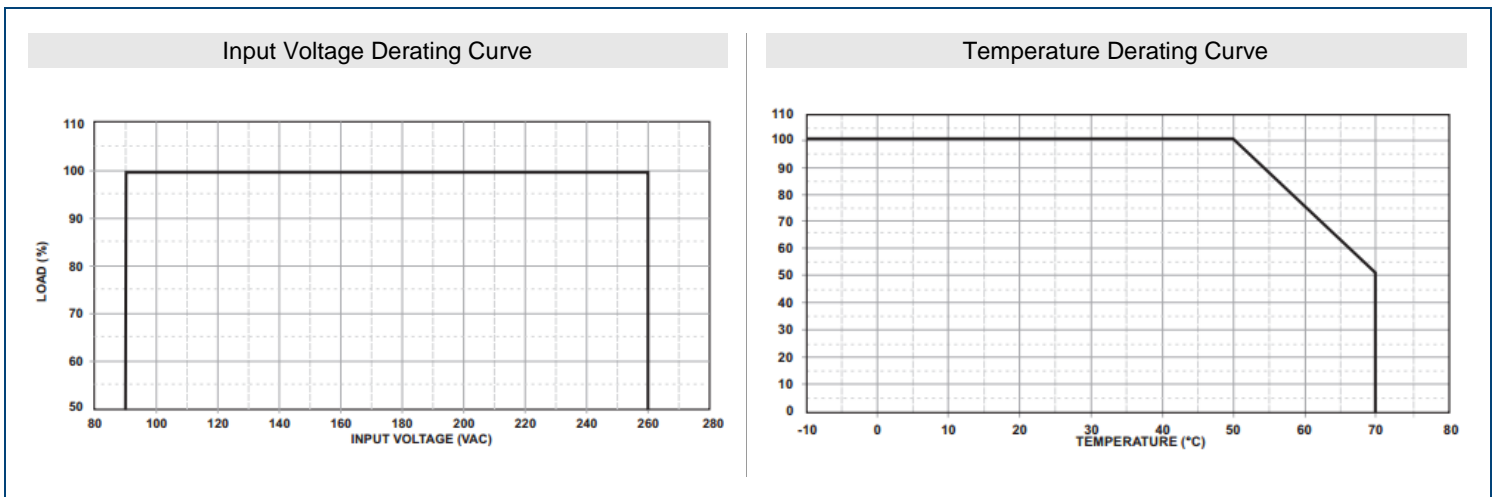 Input Voltage Derating Curve
110
100
90
80
70
60
50
LOAD (%)
80 100 120 140 160 180 200 220 240 260 280
INPUT VOLTAGE (VAC)
Temperature Derating Curve
110
100
90
80
70
60
50
40
30
20
10
0
-10 0 10 20 30 40 50 60 70 80
TEMPERATURE (°C)